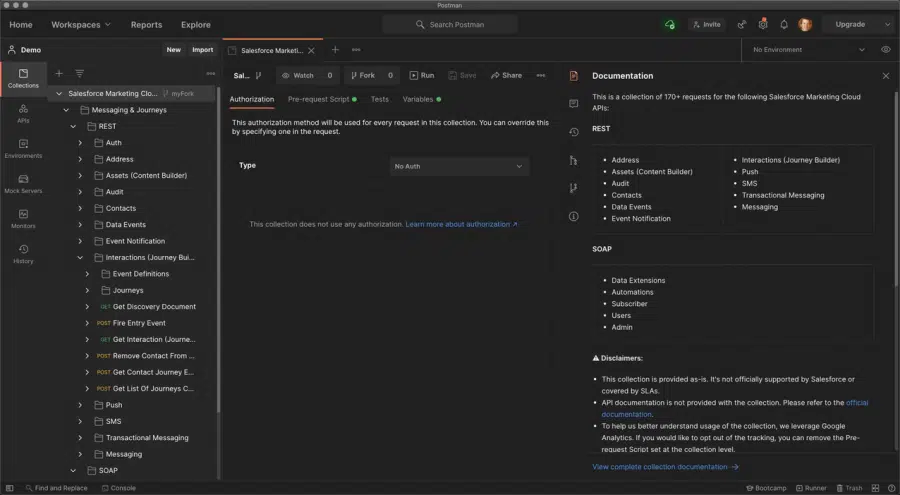 Postman
Home
Workspaces
Reports
Explore
Search Postman
Invite
Upgrade
Demo
New
Import
Salesforce Marketi...
No Environment
Collections
APIs
Environments
Mock Servers
Monitors
History
Salesforce Marketing Clo...
myFork
Messaging & Journeys
REST
Auth
Address
Assets (Content Builder)
Audit
Contacts
Data Events
Event Notification
Interactions (Journey Bui...
Event Definitions
Journeys
GET Get Discovery Document
POST Fire Entry Event
GET Get Interaction (Journe...
POST Remove Contact From ...
POST Get Contact Journey E...
POST Get List Of Journeys C...
Push
SMS
Transactional Messaging
Messaging
SOAP
Sal...
Watch 0
Fork 0
Run
Save
Share
Authorization
Pre-request Script
Tests
Variables
This authorization method will be used for every request in this collection. You can override this
by specifying one in the request.
Type
No Auth
This collection does not use any authorization. Learn more about authorization ↗
Documentation
This is a collection of 170+ requests for the following Salesforce Marketing Cloud
APIs:
REST
• Address
• Assets (Content Builder)
• Audit
• Contacts
• Data Events
• Event Notification
• Interactions (Journey Builder)
• Push
• SMS
• Transactional Messaging
• Messaging
SOAP
• Data Extensions
• Automations
• Subscriber
• Users
• Admin
⚠ Disclaimers:
• This collection is provided as-is. It's not officially supported by Salesforce or
covered by SLAs.
• API documentation is not provided with the collection. Please refer to the official
documentation.
• To help us better understand usage of the collection, we leverage Google
Analytics. If you would like to opt out of the tracking, you can remove the Pre-
request Script set at the collection level.
View complete collection documentation →
Find and Replace
Console
Bootcamp
Runner
Trash